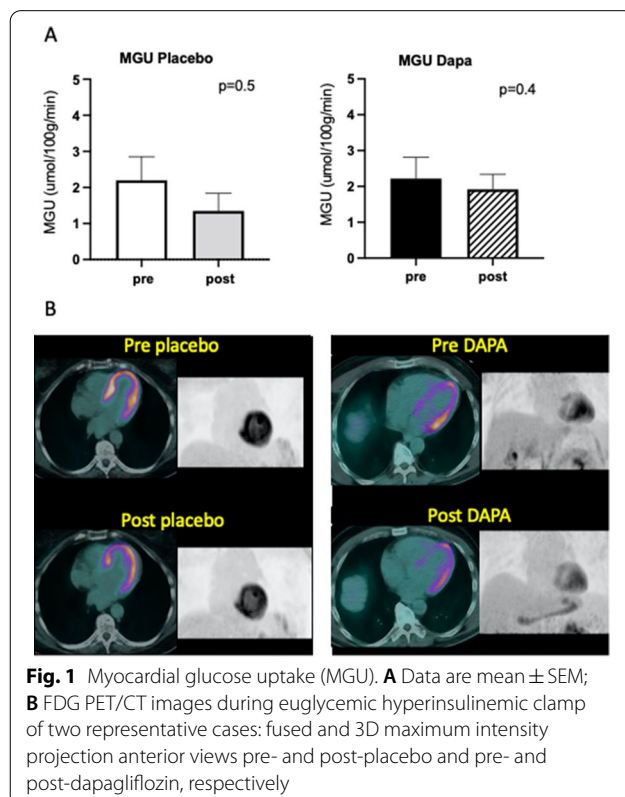 A
MGU Placebo
p=0.5
MGU (umol/100g/min)
5
4
3
2
1
0
pre
post
MGU Dapa
p=0.4
MGU (umol/100g/min)
5
4
3
2
1
0
pre
post
B
Pre placebo
Pre DAPA
Post placebo
Post DAPA
Fig. 1 Myocardial glucose uptake (MGU). A Data are mean ± SEM;
B FDG PET/CT images during euglycemic hyperinsulinemic clamp
of two representative cases: fused and 3D maximum intensity
projection anterior views pre- and post-placebo and pre- and
post-dapagliflozin, respectively